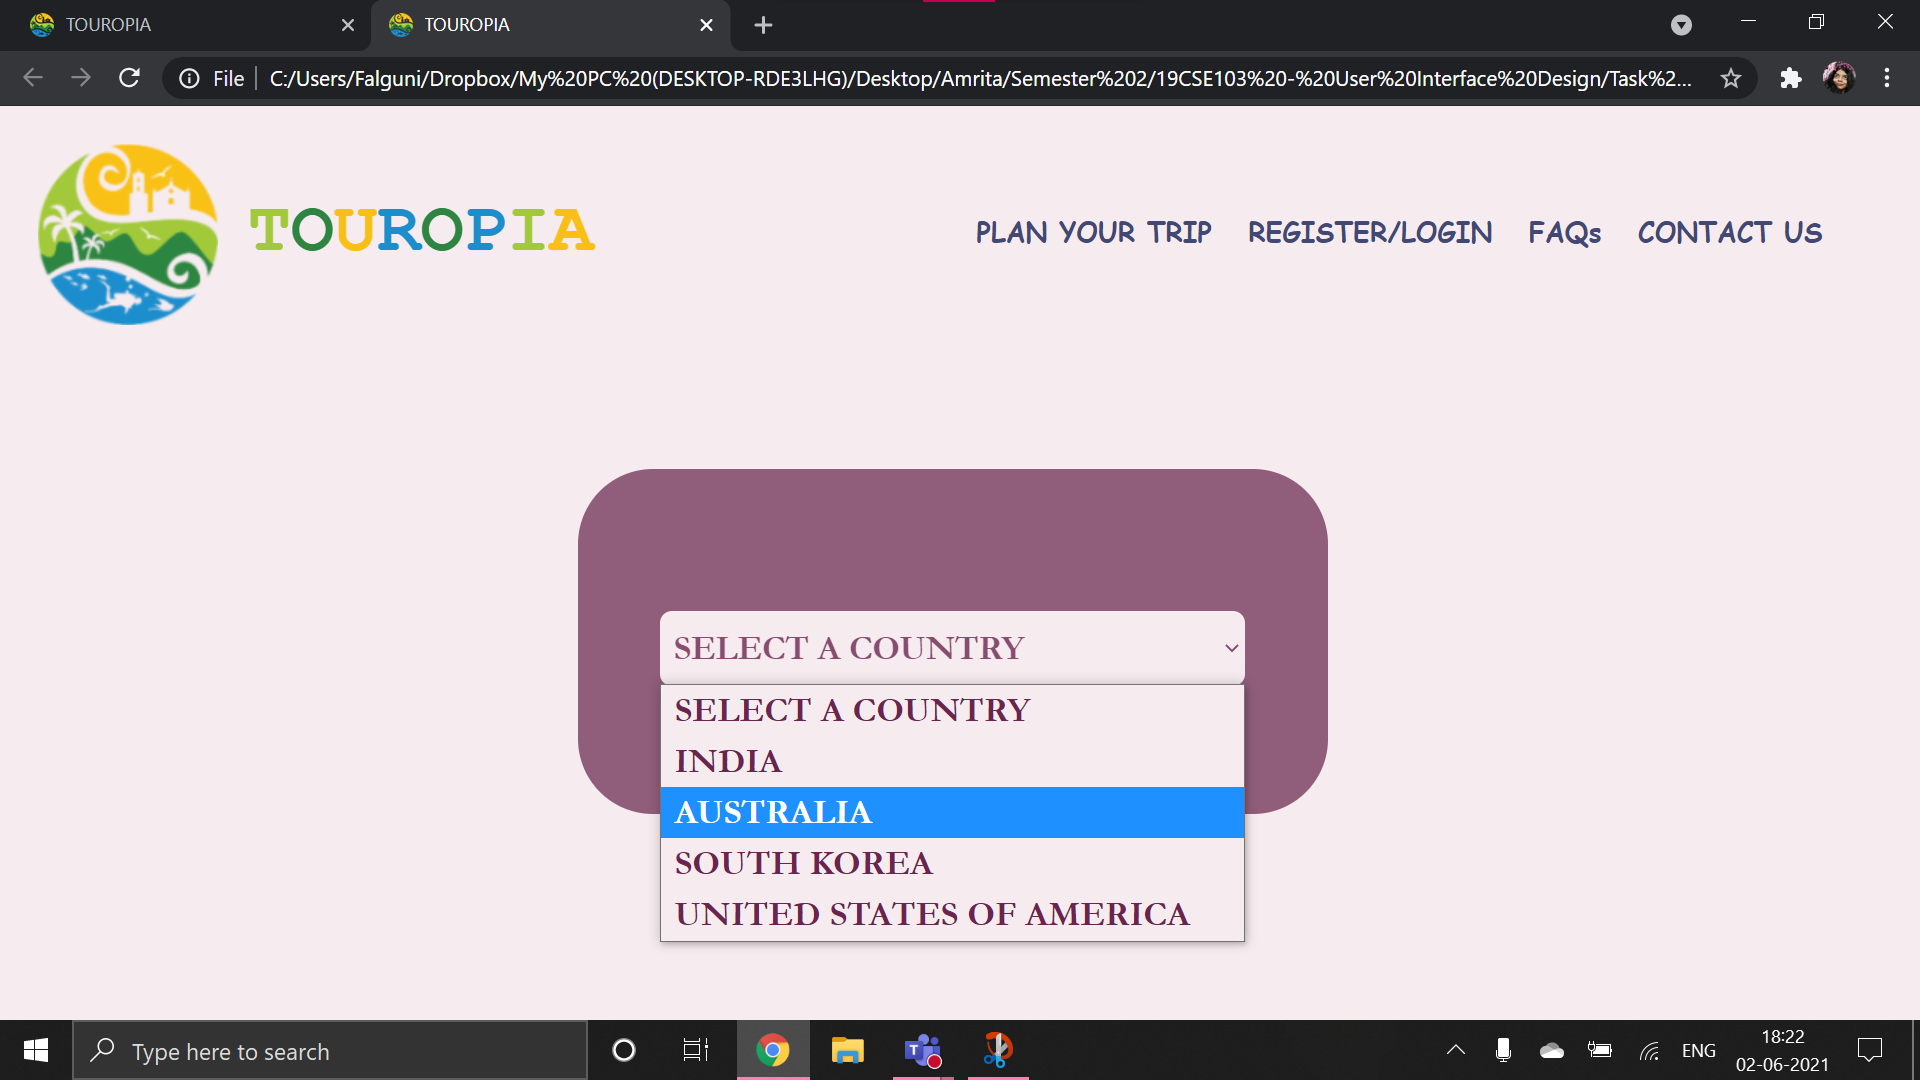 TOUROPIA
TOUROPIA
File
C:/Users/Falguni/Dropbox/My%20PC%20(DESKTOP-RDE3LHG)/Desktop/Amrita/Semester%202/19CSE103%20-%20User%20Interface%20Design/Task%2...
TOUROPIA
PLAN YOUR TRIP REGISTER/LOGIN FAQs CONTACT US
SELECT A COUNTRY
SELECT A COUNTRY
INDIA
AUSTRALIA
SOUTH KOREA
UNITED STATES OF AMERICA
Type here to search
T
ENG
18:22
02-06-2021